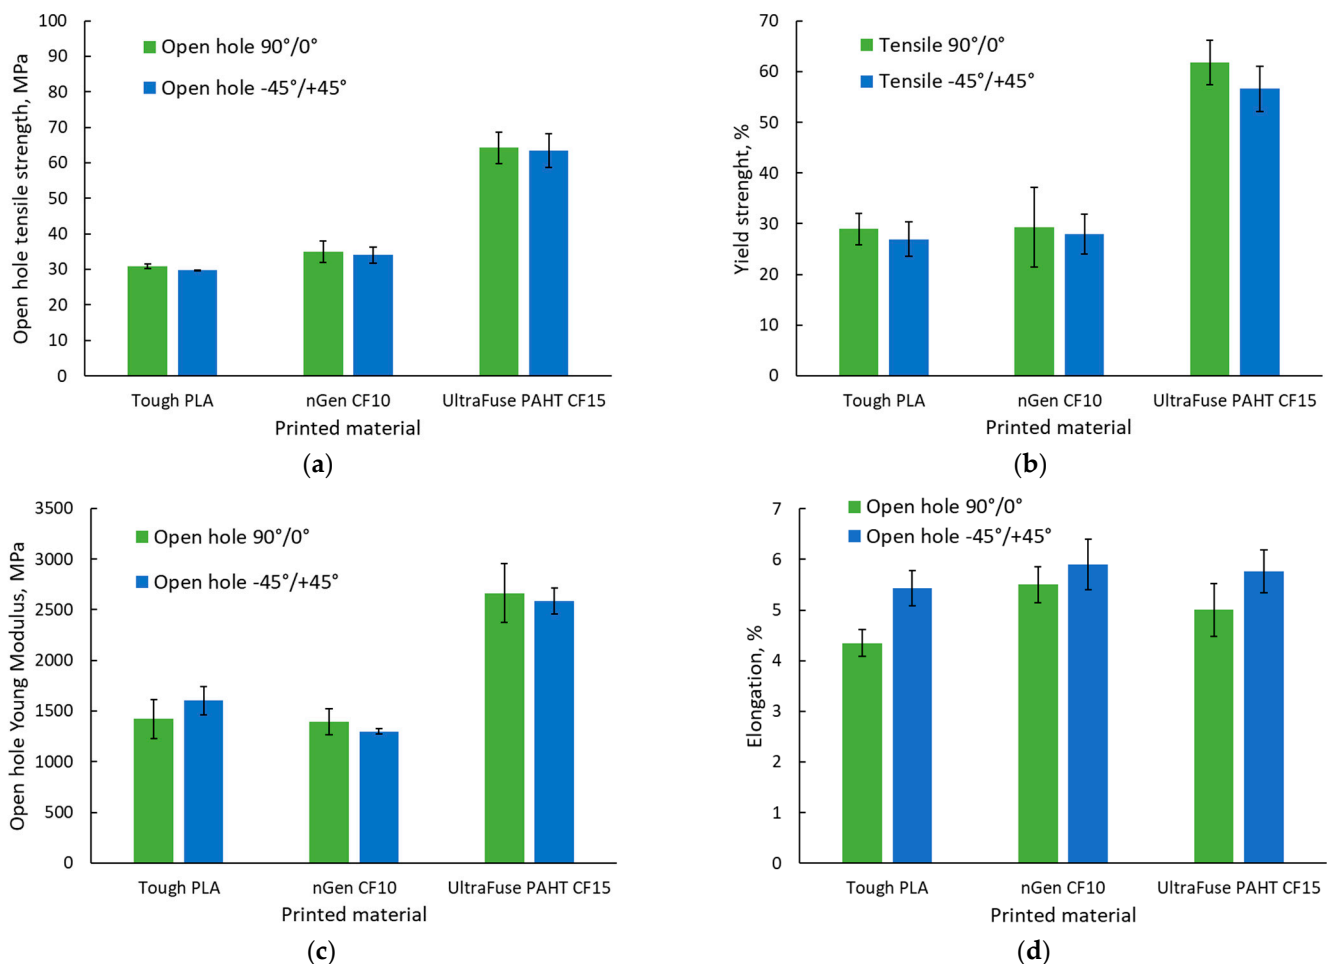 Open hole tensile strength, MPa
100
90
80
70
60
50
40
30
20
10
0
Open hole 90°/0°
Open hole -45°/+45°
Tough PLA nGen CF10 UltraFuse PAHT CF15
Printed material
(a)
Yield strenght, %
70
60
50
40
30
20
10
0
Tensile 90°/0°
Tensile -45°/+45°
Tough PLA nGen CF10 UltraFuse PAHT CF15
Printed material
(b)
Open hole Young Modulus, MPa
3500
3000
2500
2000
1500
1000
500
0
Open hole 90°/0°
Open hole -45°/+45°
Tough PLA nGen CF10 UltraFuse PAHT CF15
Printed material
(c)
Elongation, %
7
6
5
4
3
2
1
0
Open hole 90°/0°
Open hole -45°/+45°
Tough PLA nGen CF10 UltraFuse PAHT CF15
Printed material
(d)